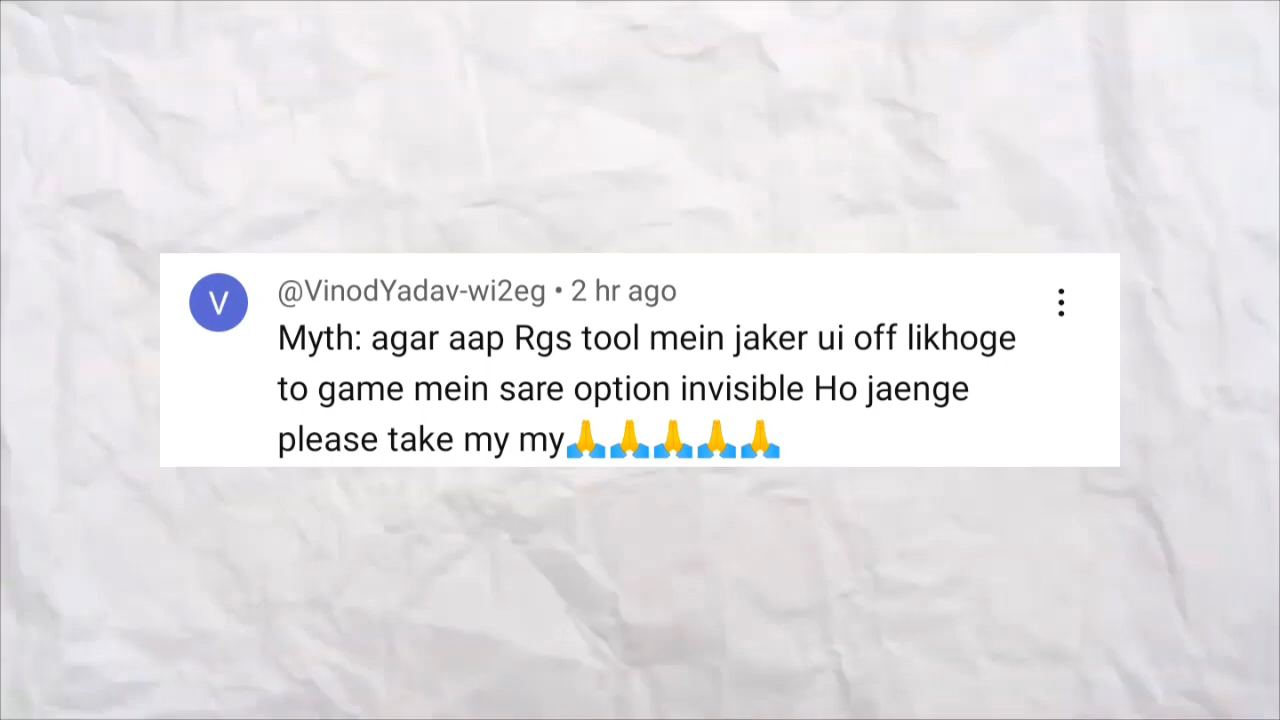 V
@VinodYadav-wi2eg • 2 hr ago
Myth: agar aap Rgs tool mein jaker ui off likhoge
to game mein sare option invisible Ho jaenge
please take my my🙏🙏🙏🙏🙏